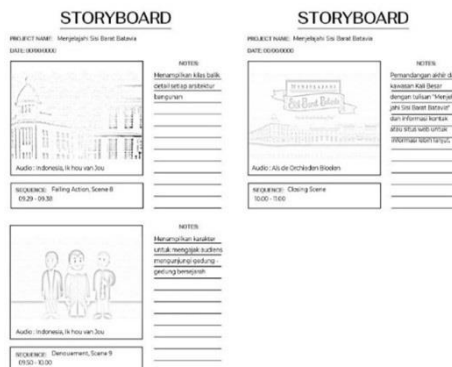 STORYBOARD
PROJECT NAME: Menjelajahi Sisi Barat Batavia
DATE: 00/00/0000
NOTES:
Menampilkan kilas balik
detail setiap arsitektur
bangunan
Audio : Indonesia, Ik hou van Jou
SEQUENCE: Falling Action, Scene 8
09.29 - 09.38
NOTES:
Menampilkan karakter
untuk mengajak audiens
mengunjungi gedung -
gedung bersejarah
Audio : Indonesia, Ik hou van Jou
SEQUENCE: Denouement, Scene 9
09.50 - 10.00
STORYBOARD
PROJECT NAME: Menjelajahi Sisi Barat Batavia
DATE: 00/00/0000
NOTES:
Pemandangan akhir da
kawasan Kali Besar
dengan tulisan "Menjel
jahi Sisi Barat Batavia"
dan informasi kontak
atau situs web untuk
informasi lebih lanjut.
MENJELAJAHI
Sisi Barat Batavia
Audio : Als de Orchideen Bloeien
SEQUENCE: Closing Scene
10.00 - 11.00